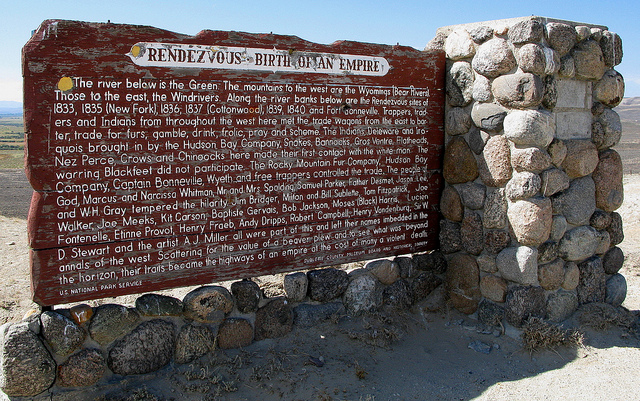 RENDEZVOUS - BIRTH OF AN EMPIRE
The river below is the Green. The mountains to the west are the Wyomings (Bear Rivers).
Those to the east, the Windrivers. Along the river banks below are the Rendezvous sites of
1833, 1835 (New Fork), 1836, 1837 (Cottonwood), 1839, 1840 and Fort Bonneville. Trappers, trad-
ers and Indians from throughout the west here met the trade wagons from the east to bar-
ter, trade for furs, gamble, drink, frolic, pray and scheme. The Indians, Delaware and Iro-
quois brought in by the Hudson Bay Company, Snakes, Bannocks, Gros Ventre, Flatheads,
Nez Perce, Crows and Chinooks here made their first contact with the white man. The
warring Blackfeet did not participate. The Rocky Mountain Fur Company, Hudson Bay
Company, Captain Bonneville, Wyeth and free trappers controlled the trade. The people of
God, Marcus and Narcissa Whitman, Mr. and Mrs. Spalding, Samuel Parker, Father DeSmet, Jason Lee,
and W.H. Gray tempered the hilarity. Jim Bridger, Milton and Bill Sublette, Tom Fitzpatrick, Joe
Walker, Joe Meeks, Kit Carson, Baptiste Gervais, Bob Jackson, Moses (Black) Harris, Lucien
Fontenelle, Etinne Provot, Henry Fraeb, Andy Dripps, Robert Campbell, Henry Vandenburg, Sir W.
D. Stewart and the artist A.J. Miller all were part of this and left their names imbedded in the
annals of the west. Scattering for the value of a beaver plew and to see what was beyond
the horizon, their trails became the highways of an empire at the cost of many a violent death.
U.S. NATIONAL PARK SERVICE
SUBLETTE COUNTY